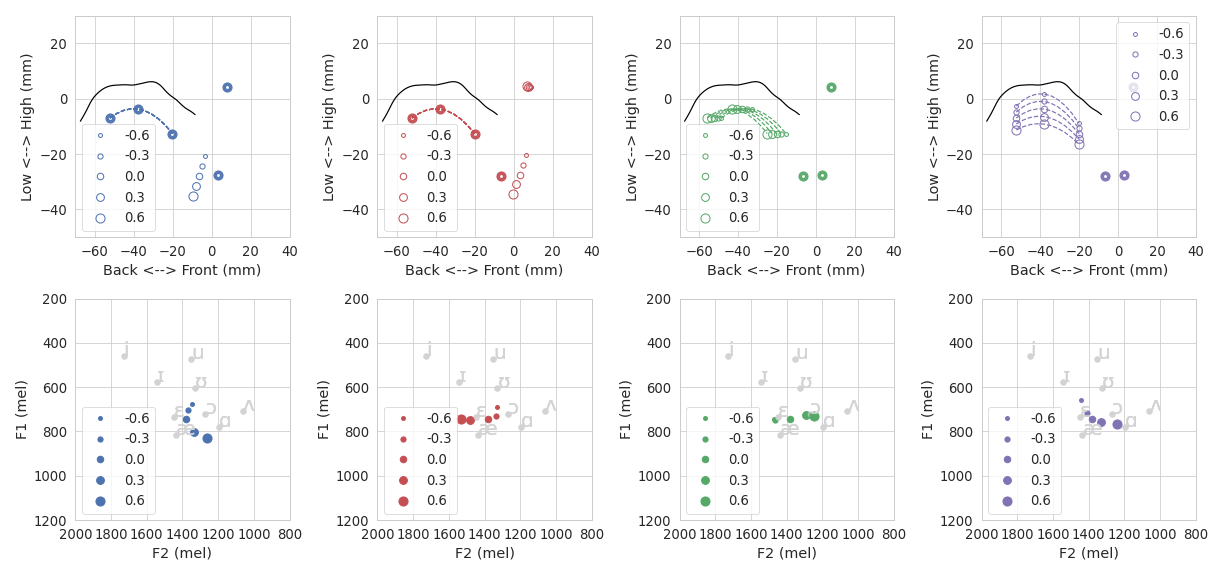 20
0
−20
−40
Low <--> High (mm)
−60
−40
−20
0
20
40
Back <--> Front (mm)
-0.6
-0.3
0.0
0.3
0.6
20
0
−20
−40
Low <--> High (mm)
−60
−40
−20
0
20
40
Back <--> Front (mm)
-0.6
-0.3
0.0
0.3
0.6
20
0
−20
−40
Low <--> High (mm)
−60
−40
−20
0
20
40
Back <--> Front (mm)
-0.6
-0.3
0.0
0.3
0.6
20
0
−20
−40
Low <--> High (mm)
−60
−40
−20
0
20
40
Back <--> Front (mm)
-0.6
-0.3
0.0
0.3
0.6
200
400
600
800
1000
1200
F1 (mel)
2000 1800 1600 1400 1200 1000 800
F2 (mel)
i
u
ɪ
ʊ
ɛ
ɔ
ʌ
æ
ɑ
-0.6
-0.3
0.0
0.3
0.6
200
400
600
800
1000
1200
F1 (mel)
2000 1800 1600 1400 1200 1000 800
F2 (mel)
i
u
ɪ
ʊ
ɛ
ɔ
ʌ
æ
ɑ
-0.6
-0.3
0.0
0.3
0.6
200
400
600
800
1000
1200
F1 (mel)
2000 1800 1600 1400 1200 1000 800
F2 (mel)
i
u
ɪ
ʊ
ɛ
ɔ
ʌ
æ
ɑ
-0.6
-0.3
0.0
0.3
0.6
200
400
600
800
1000
1200
F1 (mel)
2000 1800 1600 1400 1200 1000 800
F2 (mel)
i
u
ɪ
ʊ
ɛ
ɔ
ʌ
æ
ɑ
-0.6
-0.3
0.0
0.3
0.6